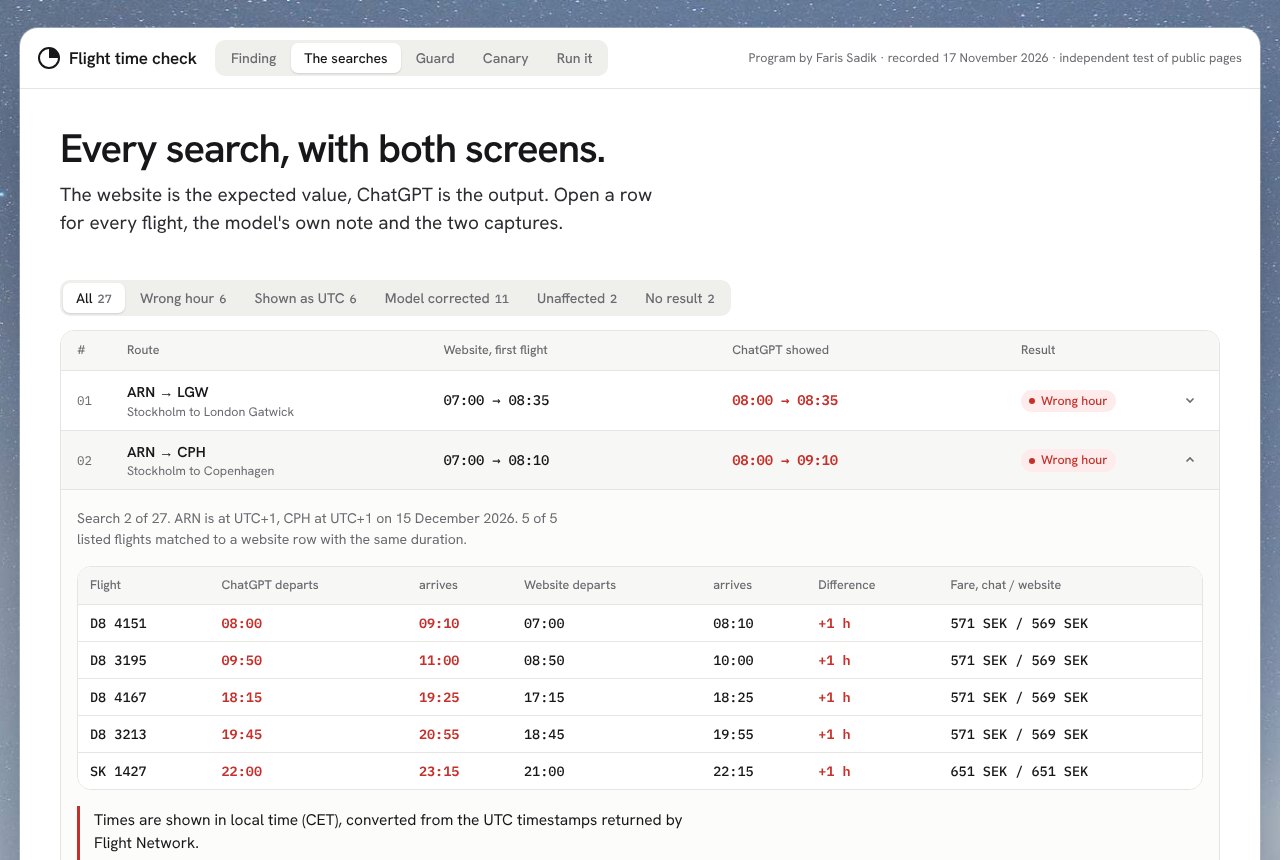 Flight time check
Finding
The searches
Guard
Canary
Run it
Program by Faris Sadik · recorded 17 November 2026 · independent test of public pages
Every search, with both screens.
The website is the expected value, ChatGPT is the output. Open a row
for every flight, the model's own note and the two captures.
All 27
Wrong hour 6
Shown as UTC 6
Model corrected 11
Unaffected 2
No result 2
# Route Website, first flight ChatGPT showed Result
01 ARN → LGW 07:00 → 08:35 08:00 → 08:35 Wrong hour
Stockholm to London Gatwick
02 ARN → CPH 07:00 → 08:10 08:00 → 09:10 Wrong hour
Stockholm to Copenhagen
Search 2 of 27. ARN is at UTC+1, CPH at UTC+1 on 15 December 2026. 5 of 5
listed flights matched to a website row with the same duration.
Flight ChatGPT departs arrives Website departs arrives Difference Fare, chat / website
D8 4151 08:00 09:10 07:00 08:10 +1 h 571 SEK / 569 SEK
D8 3195 09:50 11:00 08:50 10:00 +1 h 571 SEK / 569 SEK
D8 4167 18:15 19:25 17:15 18:25 +1 h 571 SEK / 569 SEK
D8 3213 19:45 20:55 18:45 19:55 +1 h 571 SEK / 569 SEK
SK 1427 22:00 23:15 21:00 22:15 +1 h 651 SEK / 651 SEK
Times are shown in local time (CET), converted from the UTC timestamps returned by
Flight Network.